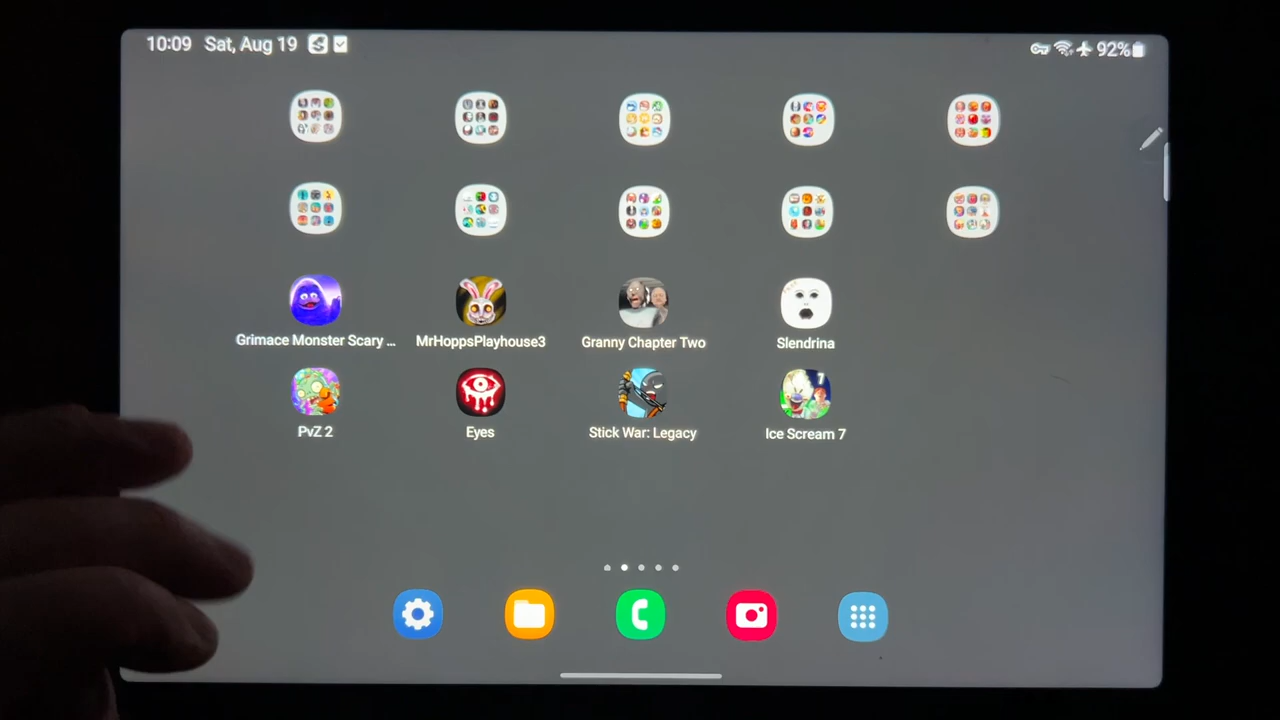 10:09 Sat, Aug 19 92%
Grimace Monster Scary ... MrHoppsPlayhouse3 Granny Chapter Two Slendrina
7
PvZ 2 Eyes Stick War: Legacy Ice Scream 7